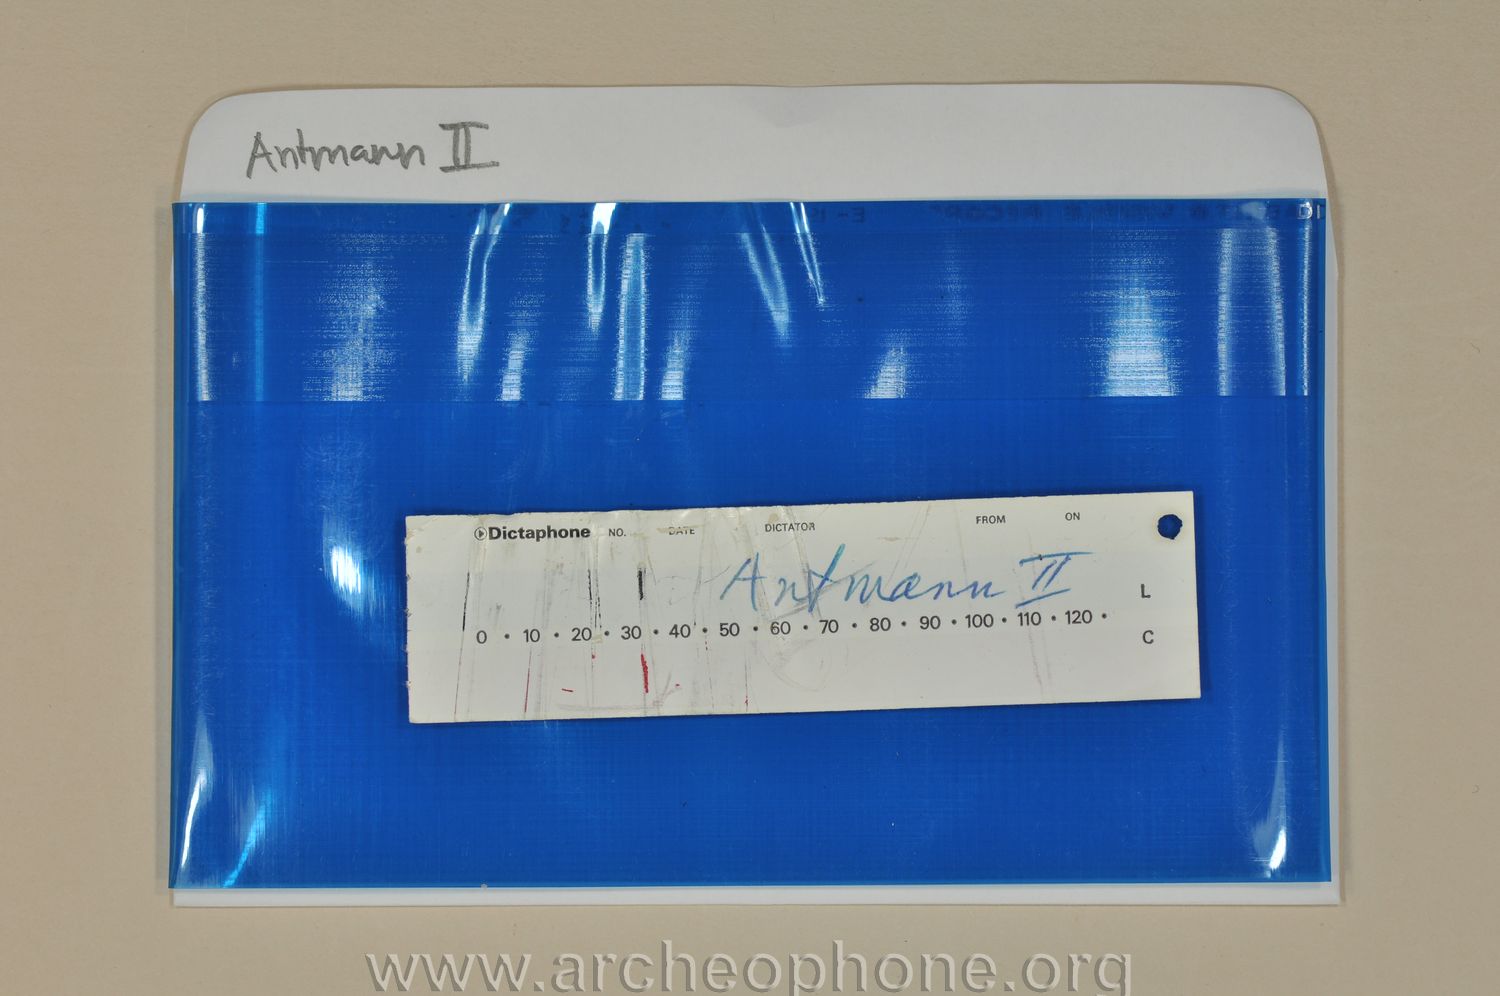 Antmann II
DI
Dictaphone NO. DATE DICTATOR FROM ON
Antmann II
L
0 · 10 · 20 · 30 · 40 · 50 · 60 · 70 · 80 · 90 · 100 · 110 · 120 ·
C
www.archeophone.org